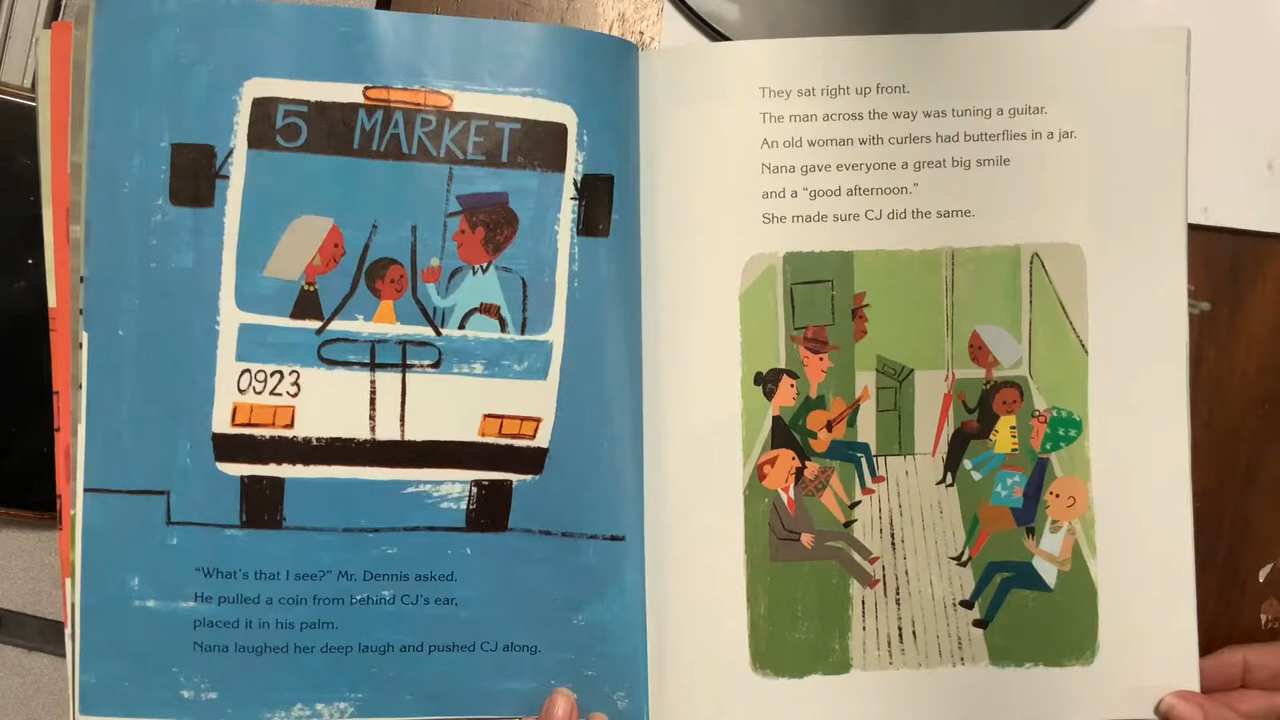 5 MARKET
0923
“What’s that I see?” Mr. Dennis asked.
He pulled a coin from behind CJ’s ear,
placed it in his palm.
Nana laughed her deep laugh and pushed CJ along.
They sat right up front.
The man across the way was tuning a guitar.
An old woman with curlers had butterflies in a jar.
Nana gave everyone a great big smile
and a “good afternoon.”
She made sure CJ did the same.